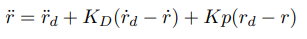 r̈ = r̈_d + K_D(ṙ_d − ṙ) + Kp(r_d − r)